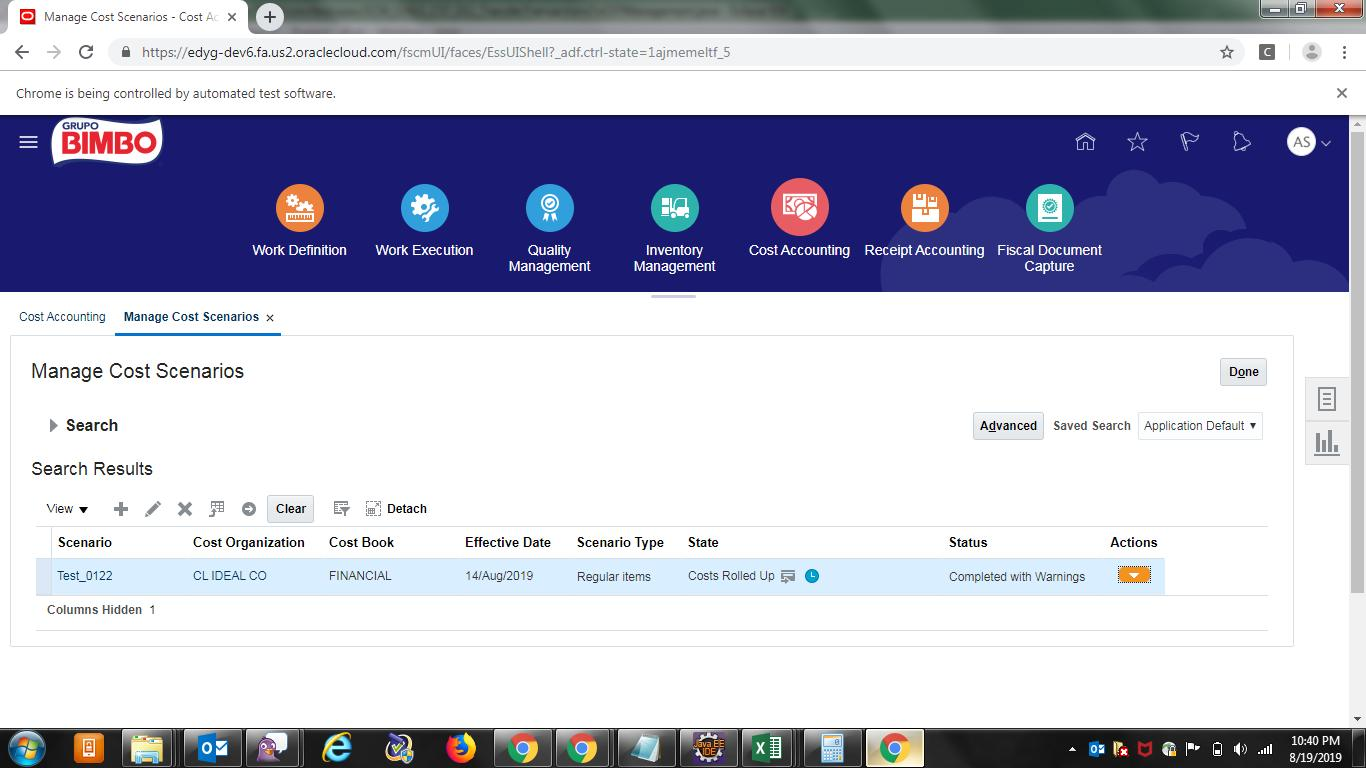 Manage Cost Scenarios - Cost Ac
https://edyg-dev6.fa.us2.oraclecloud.com/fscmUI/faces/EssUIShell?_adf.ctrl-state=1ajmemeltf_5
C
Chrome is being controlled by automated test software.
GRUPO
BIMBO
AS
Work Definition
Work Execution
Quality
Management
Inventory
Management
Cost Accounting
Receipt Accounting
Fiscal Document
Capture
Cost Accounting
Manage Cost Scenarios
Manage Cost Scenarios
Done
Search
Advanced
Saved Search
Application Default
Search Results
View
Clear
Detach
Scenario Cost Organization Cost Book Effective Date Scenario Type State Status Actions
Test_0122 CL IDEAL CO FINANCIAL 14/Aug/2019 Regular items Costs Rolled Up Completed with Warnings
Columns Hidden 1
Java EE
IDE
10:40 PM
8/19/2019